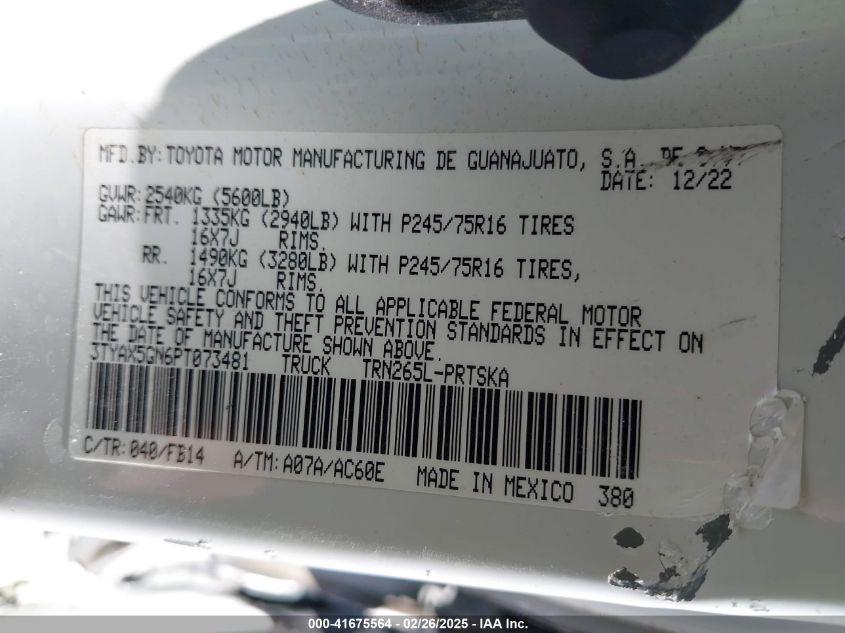 MFD.BY:TOYOTA MOTOR MANUFACTURING DE GUANAJUATO, S.A. DE
DATE: 12/22
GVWR:2540KG (5600LB)
GAWR:FRT. 1335KG (2940LB) WITH P245/75R16 TIRES
16X7J RIMS,
RR. 1490KG (3280LB) WITH P245/75R16 TIRES,
16X7J RIMS.
THIS VEHICLE CONFORMS TO ALL APPLICABLE FEDERAL MOTOR
VEHICLE SAFETY AND THEFT PREVENTION STANDARDS IN EFFECT ON
THE DATE OF MANUFACTURE SHOWN ABOVE.
3TYAX5GN6PT073481 TRUCK TRN265L-PRTSKA
C/TR:040/FB14 A/TM:A07A/AC60E MADE IN MEXICO 380
000-41675564 - 02/26/2025 - IAA Inc.